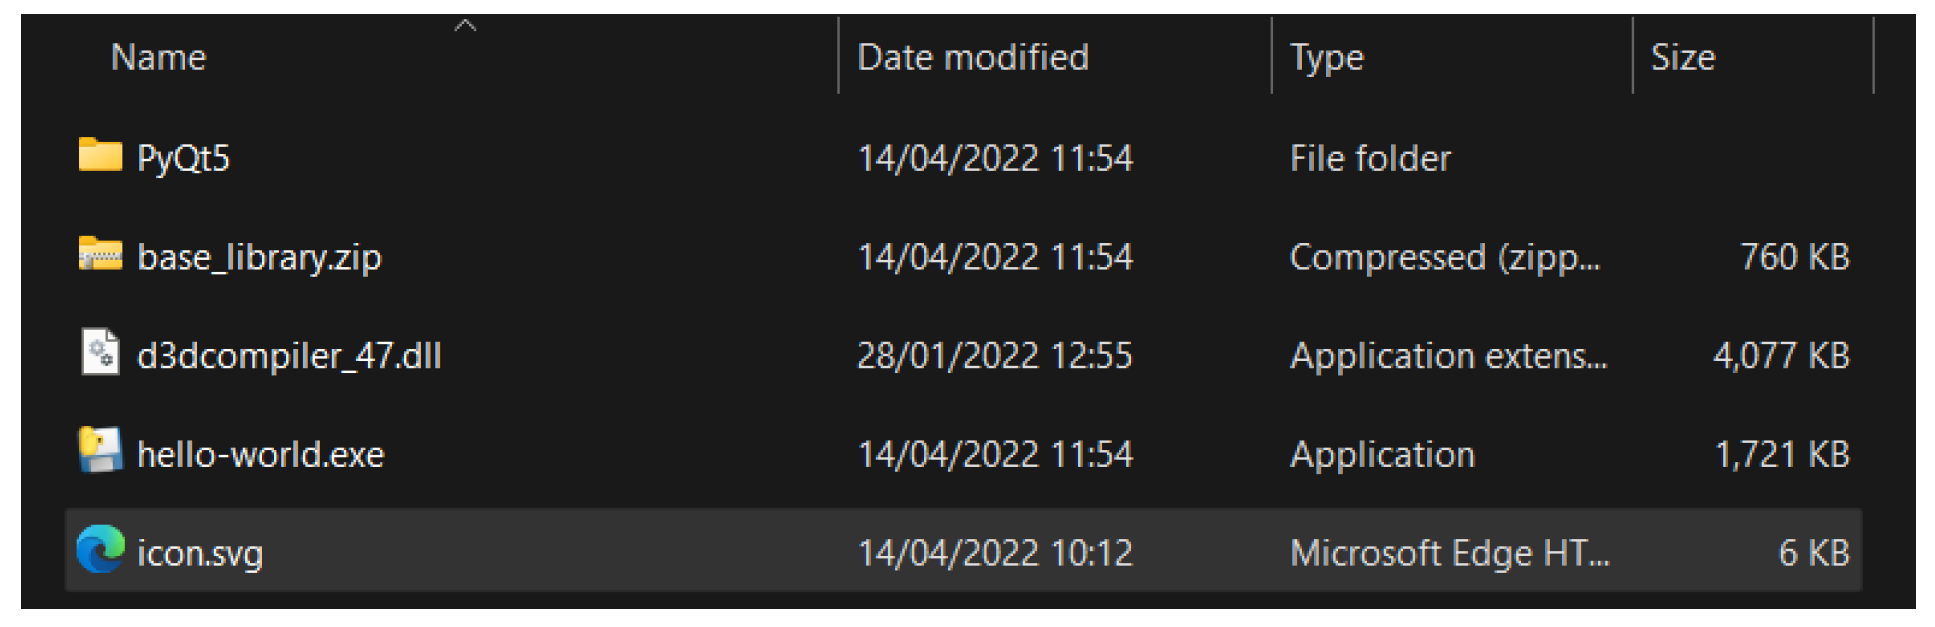 Name Date modified Type Size
PyQt5 14/04/2022 11:54 File folder
base_library.zip 14/04/2022 11:54 Compressed (zipp... 760 KB
d3dcompiler_47.dll 28/01/2022 12:55 Application extens... 4,077 KB
hello-world.exe 14/04/2022 11:54 Application 1,721 KB
icon.svg 14/04/2022 10:12 Microsoft Edge HT... 6 KB